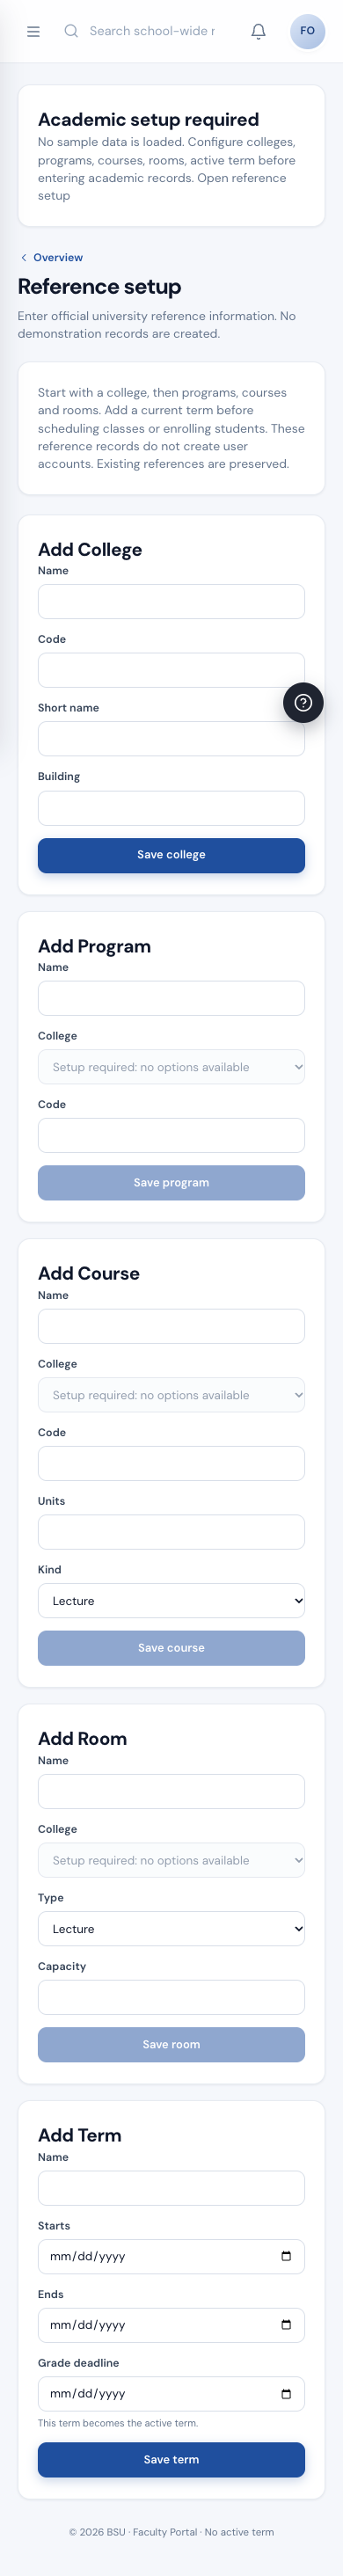 Search school-wide r
FO
Academic setup required
No sample data is loaded. Configure colleges,
programs, courses, rooms, active term before
entering academic records. Open reference
setup
Overview
Reference setup
Enter official university reference information. No
demonstration records are created.
Start with a college, then programs, courses
and rooms. Add a current term before
scheduling classes or enrolling students. These
reference records do not create user
accounts. Existing references are preserved.
Add College
Name
Code
Short name
Building
Save college
Add Program
Name
College
Setup required: no options available
Code
Save program
Add Course
Name
College
Setup required: no options available
Code
Units
Kind
Lecture
Save course
Add Room
Name
College
Setup required: no options available
Type
Lecture
Capacity
Save room
Add Term
Name
Starts
mm/dd/yyyy
Ends
mm/dd/yyyy
Grade deadline
mm/dd/yyyy
This term becomes the active term.
Save term
© 2026 BSU · Faculty Portal · No active term